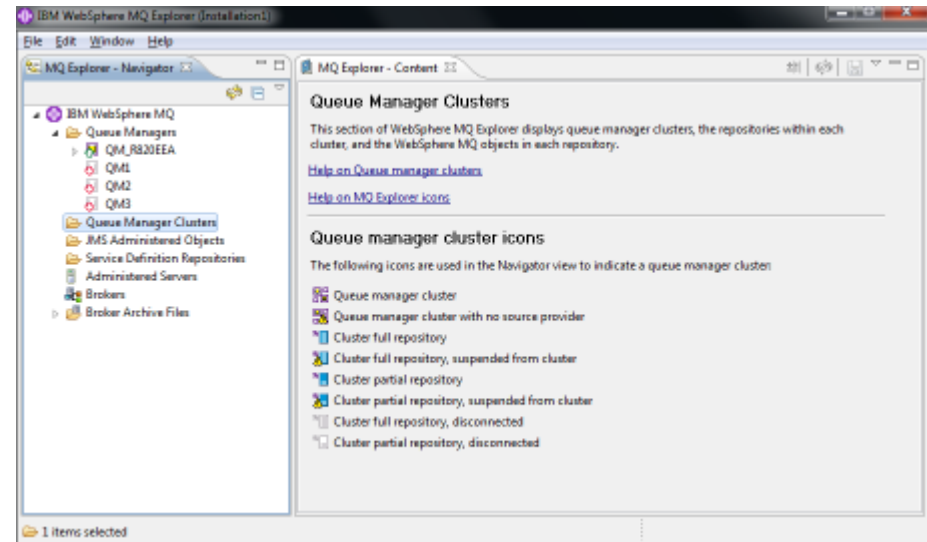 IBM WebSphere MQ Explorer (Installation1)
File Edit Window Help
MQ Explorer - Navigator
IBM WebSphere MQ
Queue Managers
QM_R820EEA
QM1
QM2
QM3
Queue Manager Clusters
JMS Administered Objects
Service Definition Repositories
Administered Servers
Brokers
Broker Archive Files
MQ Explorer - Content
Queue Manager Clusters
This section of WebSphere MQ Explorer displays queue manager clusters, the repositories within each
cluster, and the WebSphere MQ objects in each repository.
Help on Queue manager clusters
Help on MQ Explorer icons
Queue manager cluster icons
The following icons are used in the Navigator view to indicate a queue manager cluster:
Queue manager cluster
Queue manager cluster with no source provider
Cluster full repository
Cluster full repository, suspended from cluster
Cluster partial repository
Cluster partial repository, suspended from cluster
Cluster full repository, disconnected
Cluster partial repository, disconnected
1 items selected